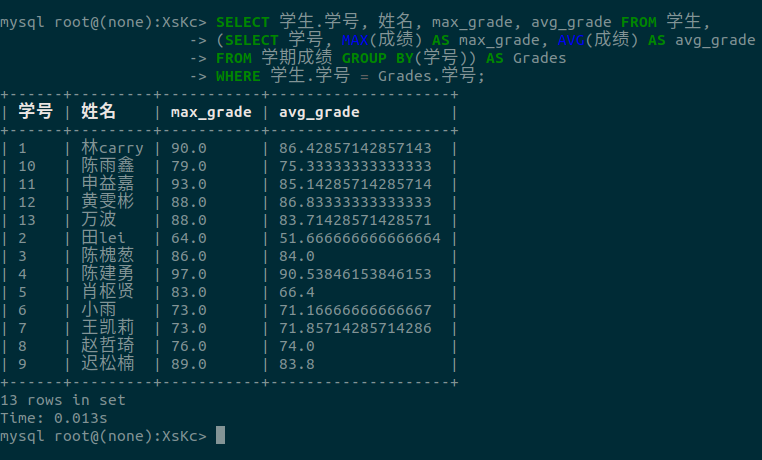 mysql root@(none):XsKc> SELECT 学生.学号, 姓名, max_grade, avg_grade FROM 学生,
-> (SELECT 学号, MAX(成绩) AS max_grade, AVG(成绩) AS avg_grade
-> FROM 学期成绩 GROUP BY(学号)) AS Grades
-> WHERE 学生.学号 = Grades.学号;
+------+---------+-----------+--------------------+
| 学号 | 姓名 | max_grade | avg_grade |
+------+---------+-----------+--------------------+
| 1 | 林carry | 90.0 | 86.42857142857143 |
| 10 | 陈雨鑫 | 79.0 | 75.33333333333333 |
| 11 | 申益嘉 | 93.0 | 85.14285714285714 |
| 12 | 黄雯彬 | 88.0 | 86.83333333333333 |
| 13 | 万波 | 88.0 | 83.71428571428571 |
| 2 | 田lei | 64.0 | 51.666666666666664 |
| 3 | 陈槐葱 | 86.0 | 84.0 |
| 4 | 陈建勇 | 97.0 | 90.53846153846153 |
| 5 | 肖枢贤 | 83.0 | 66.4 |
| 6 | 小雨 | 73.0 | 71.16666666666667 |
| 7 | 王凯莉 | 73.0 | 71.85714285714286 |
| 8 | 赵哲琦 | 76.0 | 74.0 |
| 9 | 迟松楠 | 89.0 | 83.8 |
+------+---------+-----------+--------------------+
13 rows in set
Time: 0.013s
mysql root@(none):XsKc>